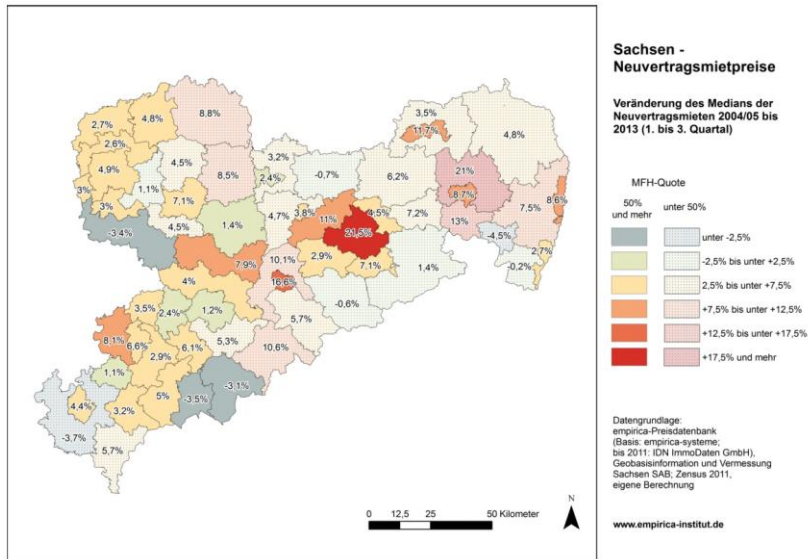 Sachsen -
Neuvertragsmietpreise
Veränderung des Medians der
Neuvertragsmieten 2004/05 bis
2013 (1. bis 3. Quartal)
MFH-Quote
50% und mehr
unter 50%
unter -2,5%
-2,5% bis unter +2,5%
2,5% bis unter +7,5%
+7,5% bis unter +12,5%
+12,5% bis unter +17,5%
+17,5% und mehr
Datengrundlage:
empirica-Preisdatenbank
(Basis: empirica-systeme;
bis 2011: IDN ImmoDaten GmbH),
Geobasisinformation und Vermessung
Sachsen SAB; Zensus 2011,
eigene Berechnung
www.empirica-institut.de
8,8%
4,8%
2,7%
2,6%
4,9%
4,5%
1,1%
8,5%
3%
3%
7,1%
4,5%
1,4%
-3,4%
3,2%
2,4%
-0,7%
6,2%
3,5%
11,7%
4,8%
21%
8,7%
13%
7,5%
8,6%
-4,5%
2,7%
-0,2%
4,7%
3,8%
11%
4,5%
7,2%
21,5%
2,9%
7,1%
1,4%
7,9%
10,1%
16,6%
4%
-0,6%
5,7%
3,5%
2,4%
1,2%
8,1%
6,6%
2,9%
6,1%
5,3%
10,6%
1,1%
4,4%
3,2%
5%
-3,5%
-3,1%
-3,7%
5,7%
0 12,5 25 50 Kilometer
N